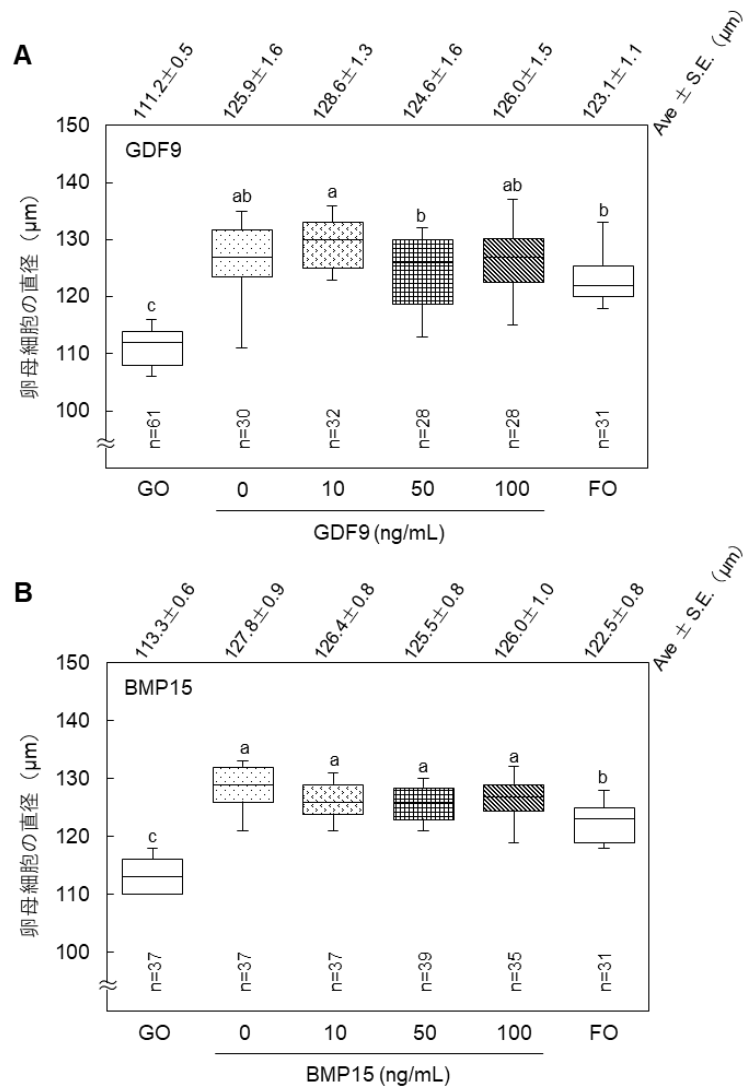 A
111.2±0.5 125.9±1.6 128.6±1.3 124.6±1.6 126.0±1.5 123.1±1.1 Ave ± S.E. (μm)
GDF9
卵母細胞の直径 (μm)
150
140
130
120
110
100
c ab a b ab b
n=61 n=30 n=32 n=28 n=28 n=31
GO 0 10 50 100 FO
GDF9 (ng/mL)
B
113.3±0.6 127.8±0.9 126.4±0.8 125.5±0.8 126.0±1.0 122.5±0.8 Ave ± S.E. (μm)
BMP15
卵母細胞の直径 (μm)
150
140
130
120
110
100
c a a a a b
n=37 n=37 n=37 n=39 n=35 n=31
GO 0 10 50 100 FO
BMP15 (ng/mL)